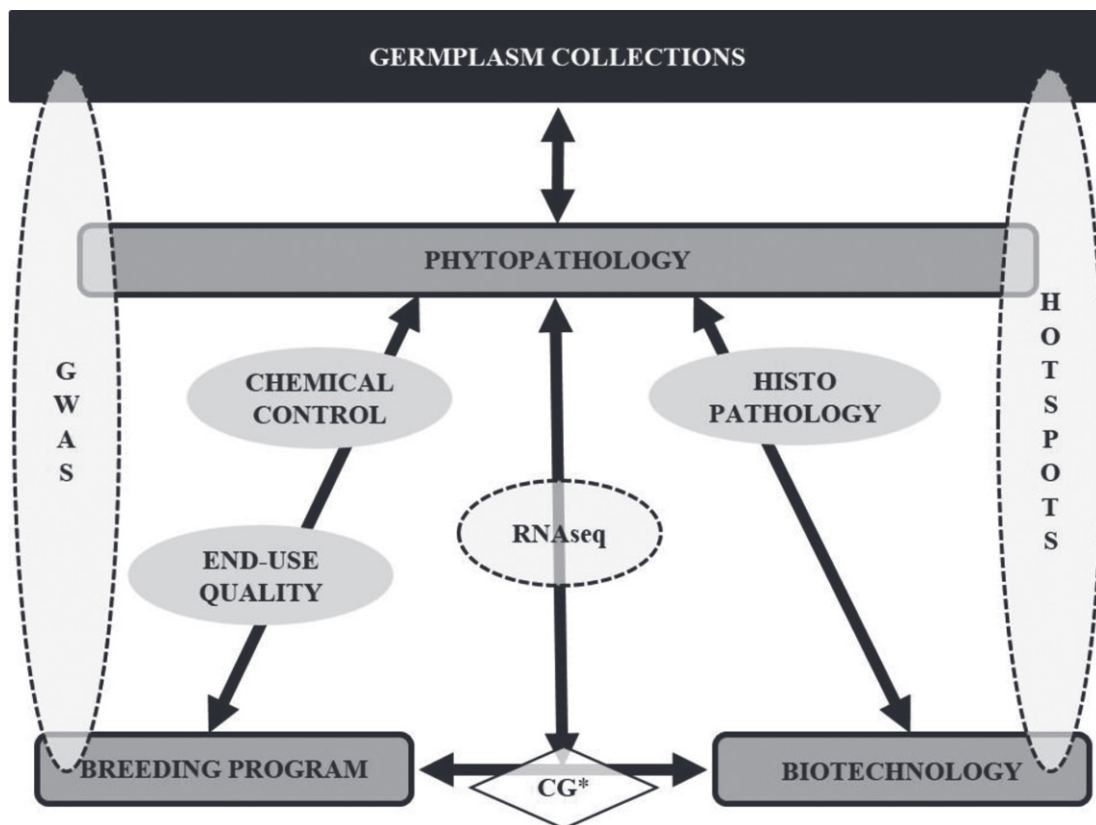 GERMPLASM COLLECTIONS
PHYTOPATHOLOGY
G
W
A
S
CHEMICAL
CONTROL
HISTO
PATHOLOGY
H
O
T
S
P
O
T
S
RNAseq
END-USE
QUALITY
BREEDING PROGRAM
CG*
BIOTECHNOLOGY